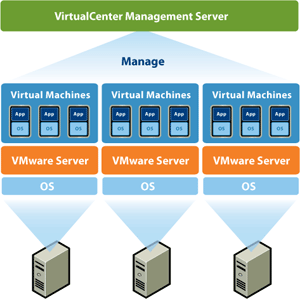 VirtualCenter Management Server
Manage
Virtual Machines Virtual Machines Virtual Machines
App App App App App App App App App
OS OS OS OS OS OS OS OS OS
VMware Server VMware Server VMware Server
OS OS OS